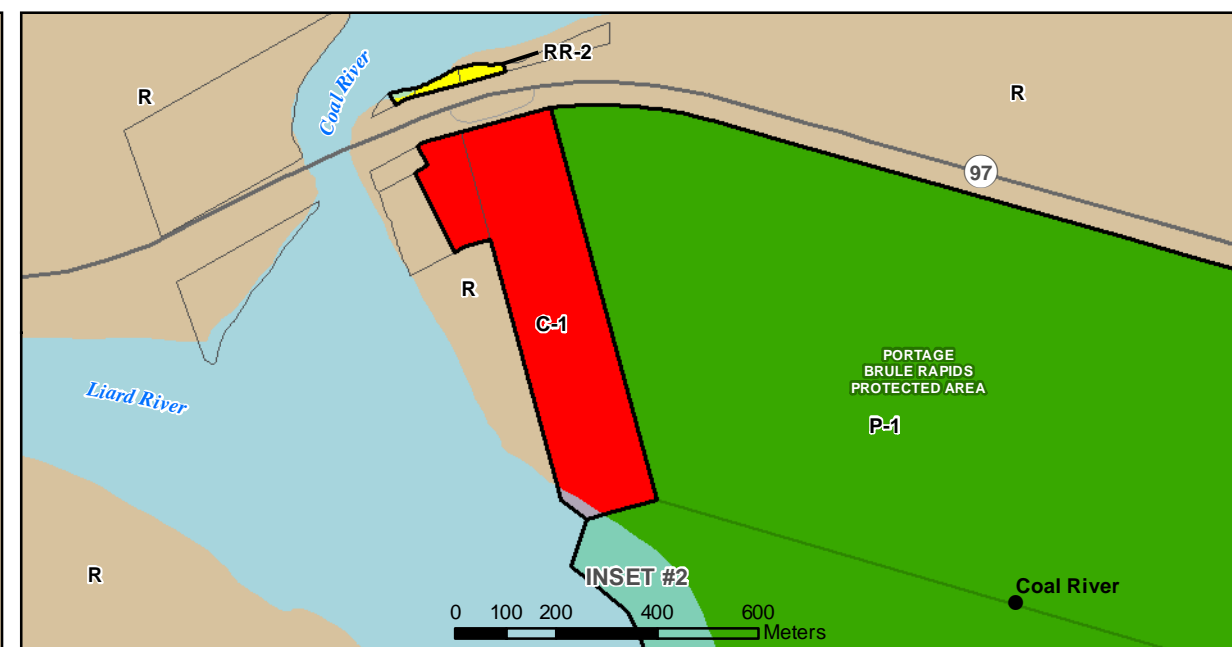 RR-2
R
R
Coal River
97
R
C-1
PORTAGE
BRULE RAPIDS
PROTECTED AREA
Liard River
P-1
R
INSET #2
Coal River
0 100 200 400 600
Meters